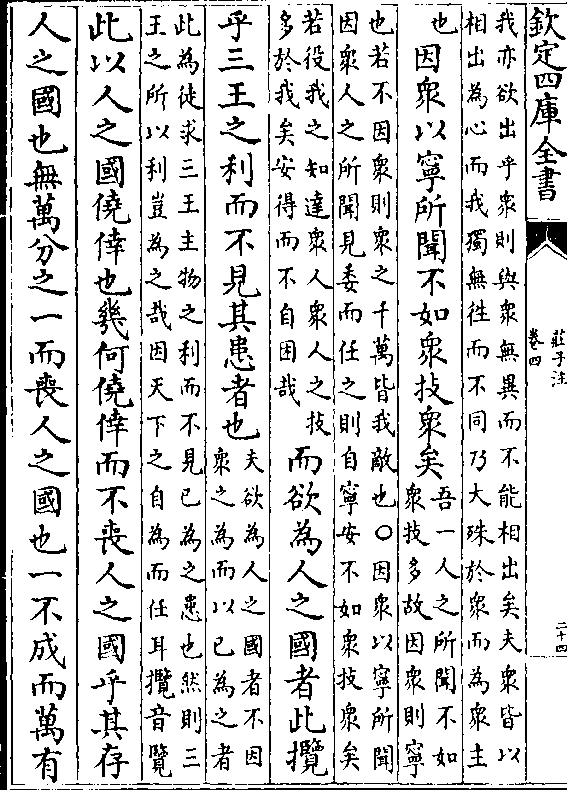 欽定四庫全書
莊子注
卷四
二十四
我亦欲出乎衆則與衆無異而不能相出矣夫衆皆以
相出為心而我獨無徃而不同乃大殊於衆而為衆主
也
因衆以寧所聞不如衆技衆矣
吾一人之所聞不如
衆技多故因衆則寧
也若不因衆則衆之千萬皆我敵也○因衆以寧所聞
因衆人之所聞見委而任之則自寧安不如衆技衆矣
若役我之知達衆人衆人之技
多於我矣安得而不自困哉
而欲為人之國者此攬
乎三王之利而不見其患者也
夫欲為人之國者不因
衆之為而以已為之者
此為徒求三王主物之利而不見已為之患也然則三
王之所以利豈為之哉因天下之自為而任耳攬音覽
此以人之國僥倖也幾何僥倖而不喪人之國乎其存
人之國也無萬分之一而喪人之國也一不成而萬有